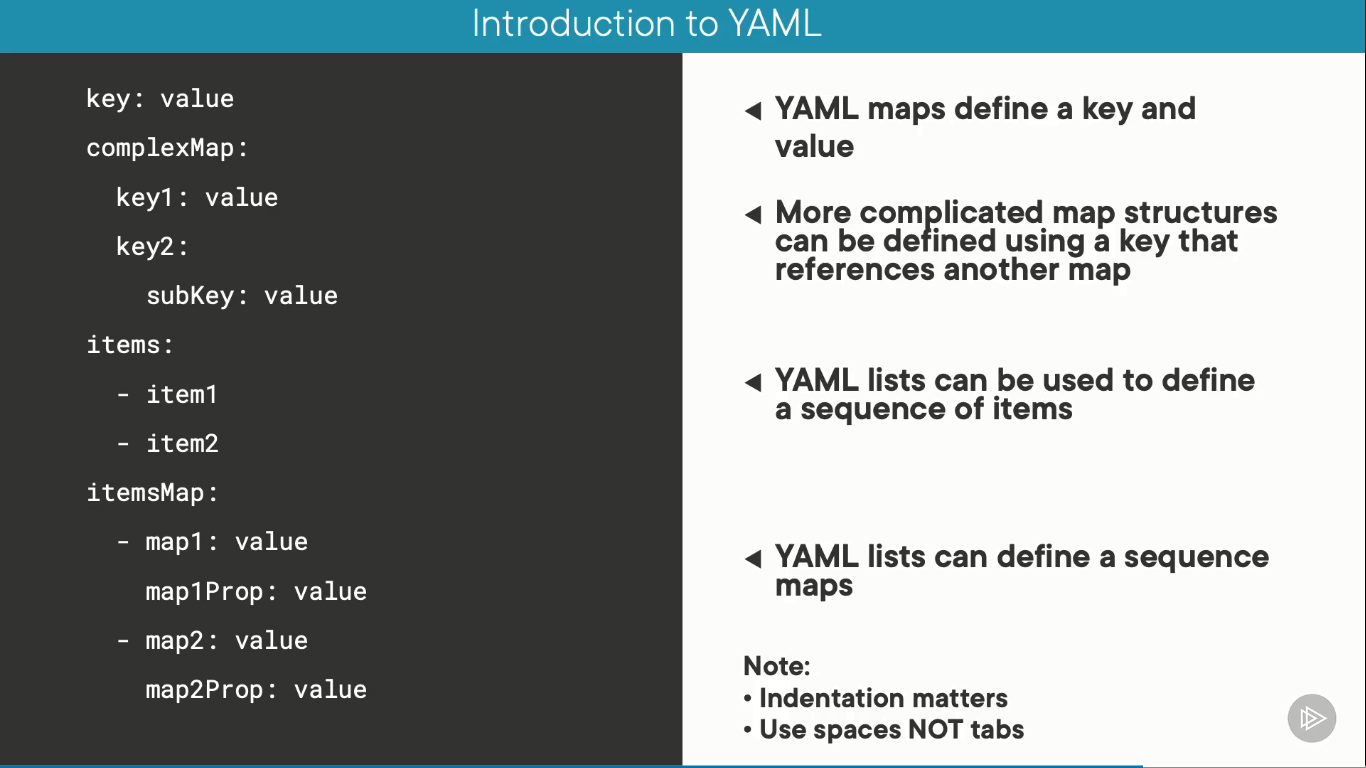 Introduction to YAML
key: value
complexMap:
  key1: value
  key2:
    subKey: value
items:
  - item1
  - item2
itemsMap:
  - map1: value
    map1Prop: value
  - map2: value
    map2Prop: value
YAML maps define a key and
value
More complicated map structures
can be defined using a key that
references another map
YAML lists can be used to define
a sequence of items
YAML lists can define a sequence
maps
Note:
• Indentation matters
• Use spaces NOT tabs